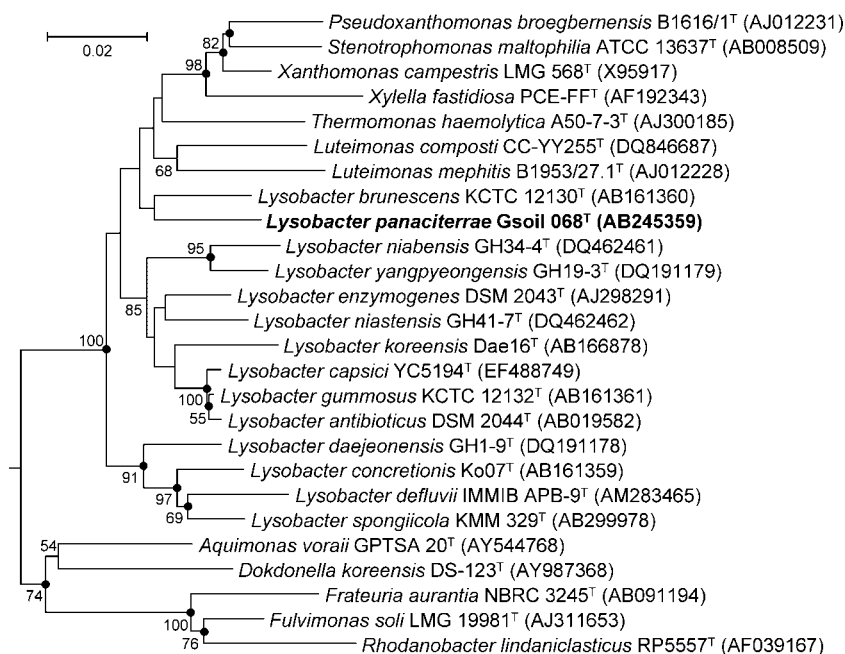 Pseudoxanthomonas broegbernensis B1616/1ᵀ (AJ012231)
82
Stenotrophomonas maltophilia ATCC 13637ᵀ (AB008509)
0.02
98
Xanthomonas campestris LMG 568ᵀ (X95917)
Xylella fastidiosa PCE-FFᵀ (AF192343)
Thermomonas haemolytica A50-7-3ᵀ (AJ300185)
Luteimonas composti CC-YY255ᵀ (DQ846687)
68
Luteimonas mephitis B1953/27.1ᵀ (AJ012228)
Lysobacter brunescens KCTC 12130ᵀ (AB161360)
Lysobacter panaciterrae Gsoil 068ᵀ (AB245359)
95
Lysobacter niabensis GH34-4ᵀ (DQ462461)
Lysobacter yangpyeongensis GH19-3ᵀ (DQ191179)
85
Lysobacter enzymogenes DSM 2043ᵀ (AJ298291)
Lysobacter niastensis GH41-7ᵀ (DQ462462)
100
Lysobacter koreensis Dae16ᵀ (AB166878)
Lysobacter capsici YC5194ᵀ (EF488749)
100
Lysobacter gummosus KCTC 12132ᵀ (AB161361)
55
Lysobacter antibioticus DSM 2044ᵀ (AB019582)
Lysobacter daejeonensis GH1-9ᵀ (DQ191178)
91
Lysobacter concretionis Ko07ᵀ (AB161359)
97
Lysobacter defluvii IMMIB APB-9ᵀ (AM283465)
69
Lysobacter spongiicola KMM 329ᵀ (AB299978)
54
Aquimonas voraii GPTSA 20ᵀ (AY544768)
Dokdonella koreensis DS-123ᵀ (AY987368)
74
Frateuria aurantia NBRC 3245ᵀ (AB091194)
100
Fulvimonas soli LMG 19981ᵀ (AJ311653)
76
Rhodanobacter lindaniclasticus RP5557ᵀ (AF039167)